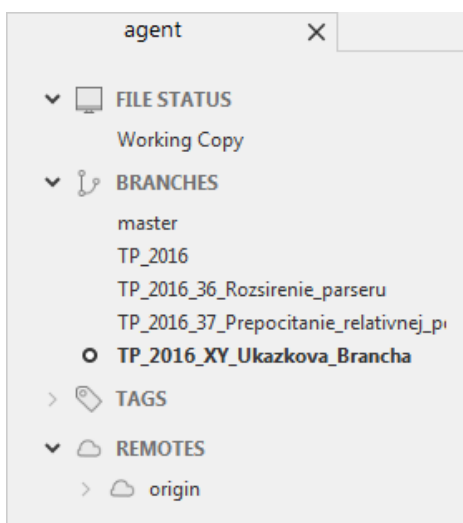 agent
FILE STATUS
Working Copy
BRANCHES
master
TP_2016
TP_2016_36_Rozsirenie_parseru
TP_2016_37_Prepocitanie_relativnej_p
TP_2016_XY_Ukazkova_Brancha
TAGS
REMOTES
origin